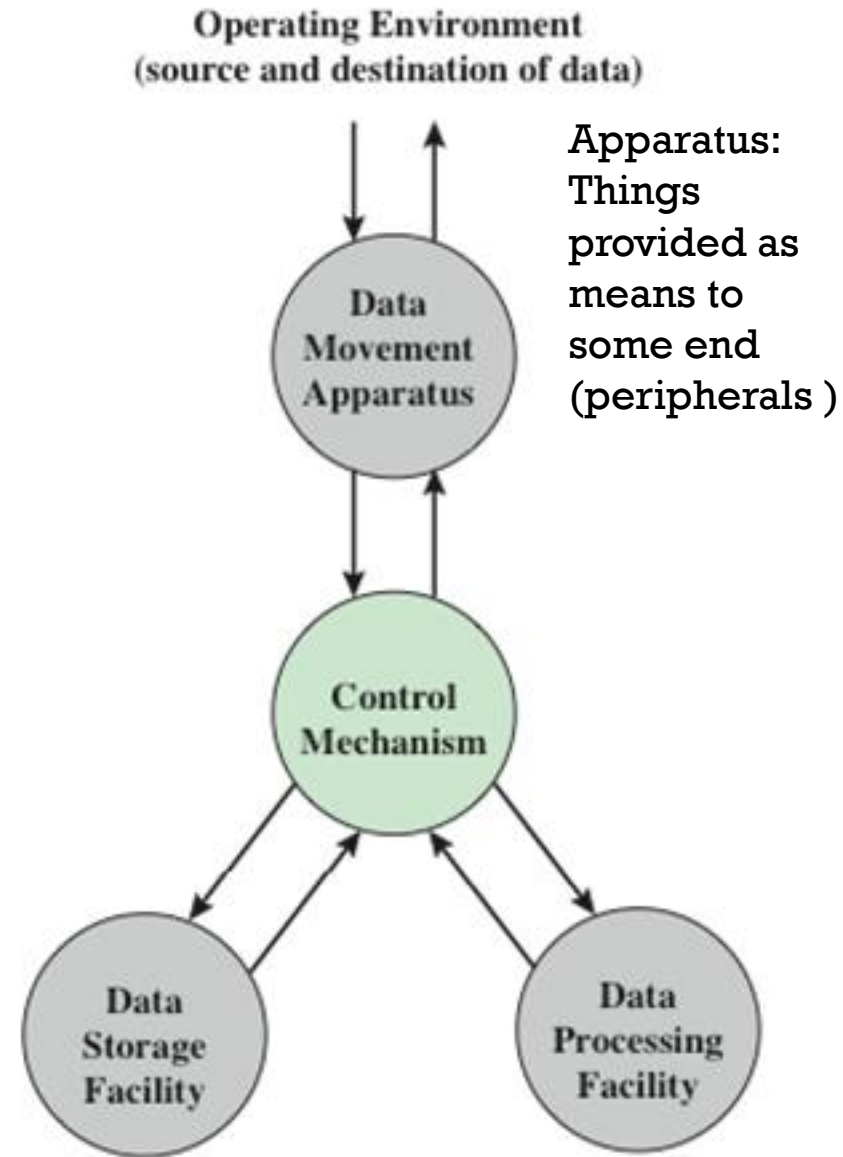 Operating Environment
(source and destination of data)
Apparatus:
Things
provided as
means to
some end
(peripherals )
Data
Movement
Apparatus
Control
Mechanism
Data
Storage
Facility
Data
Processing
Facility